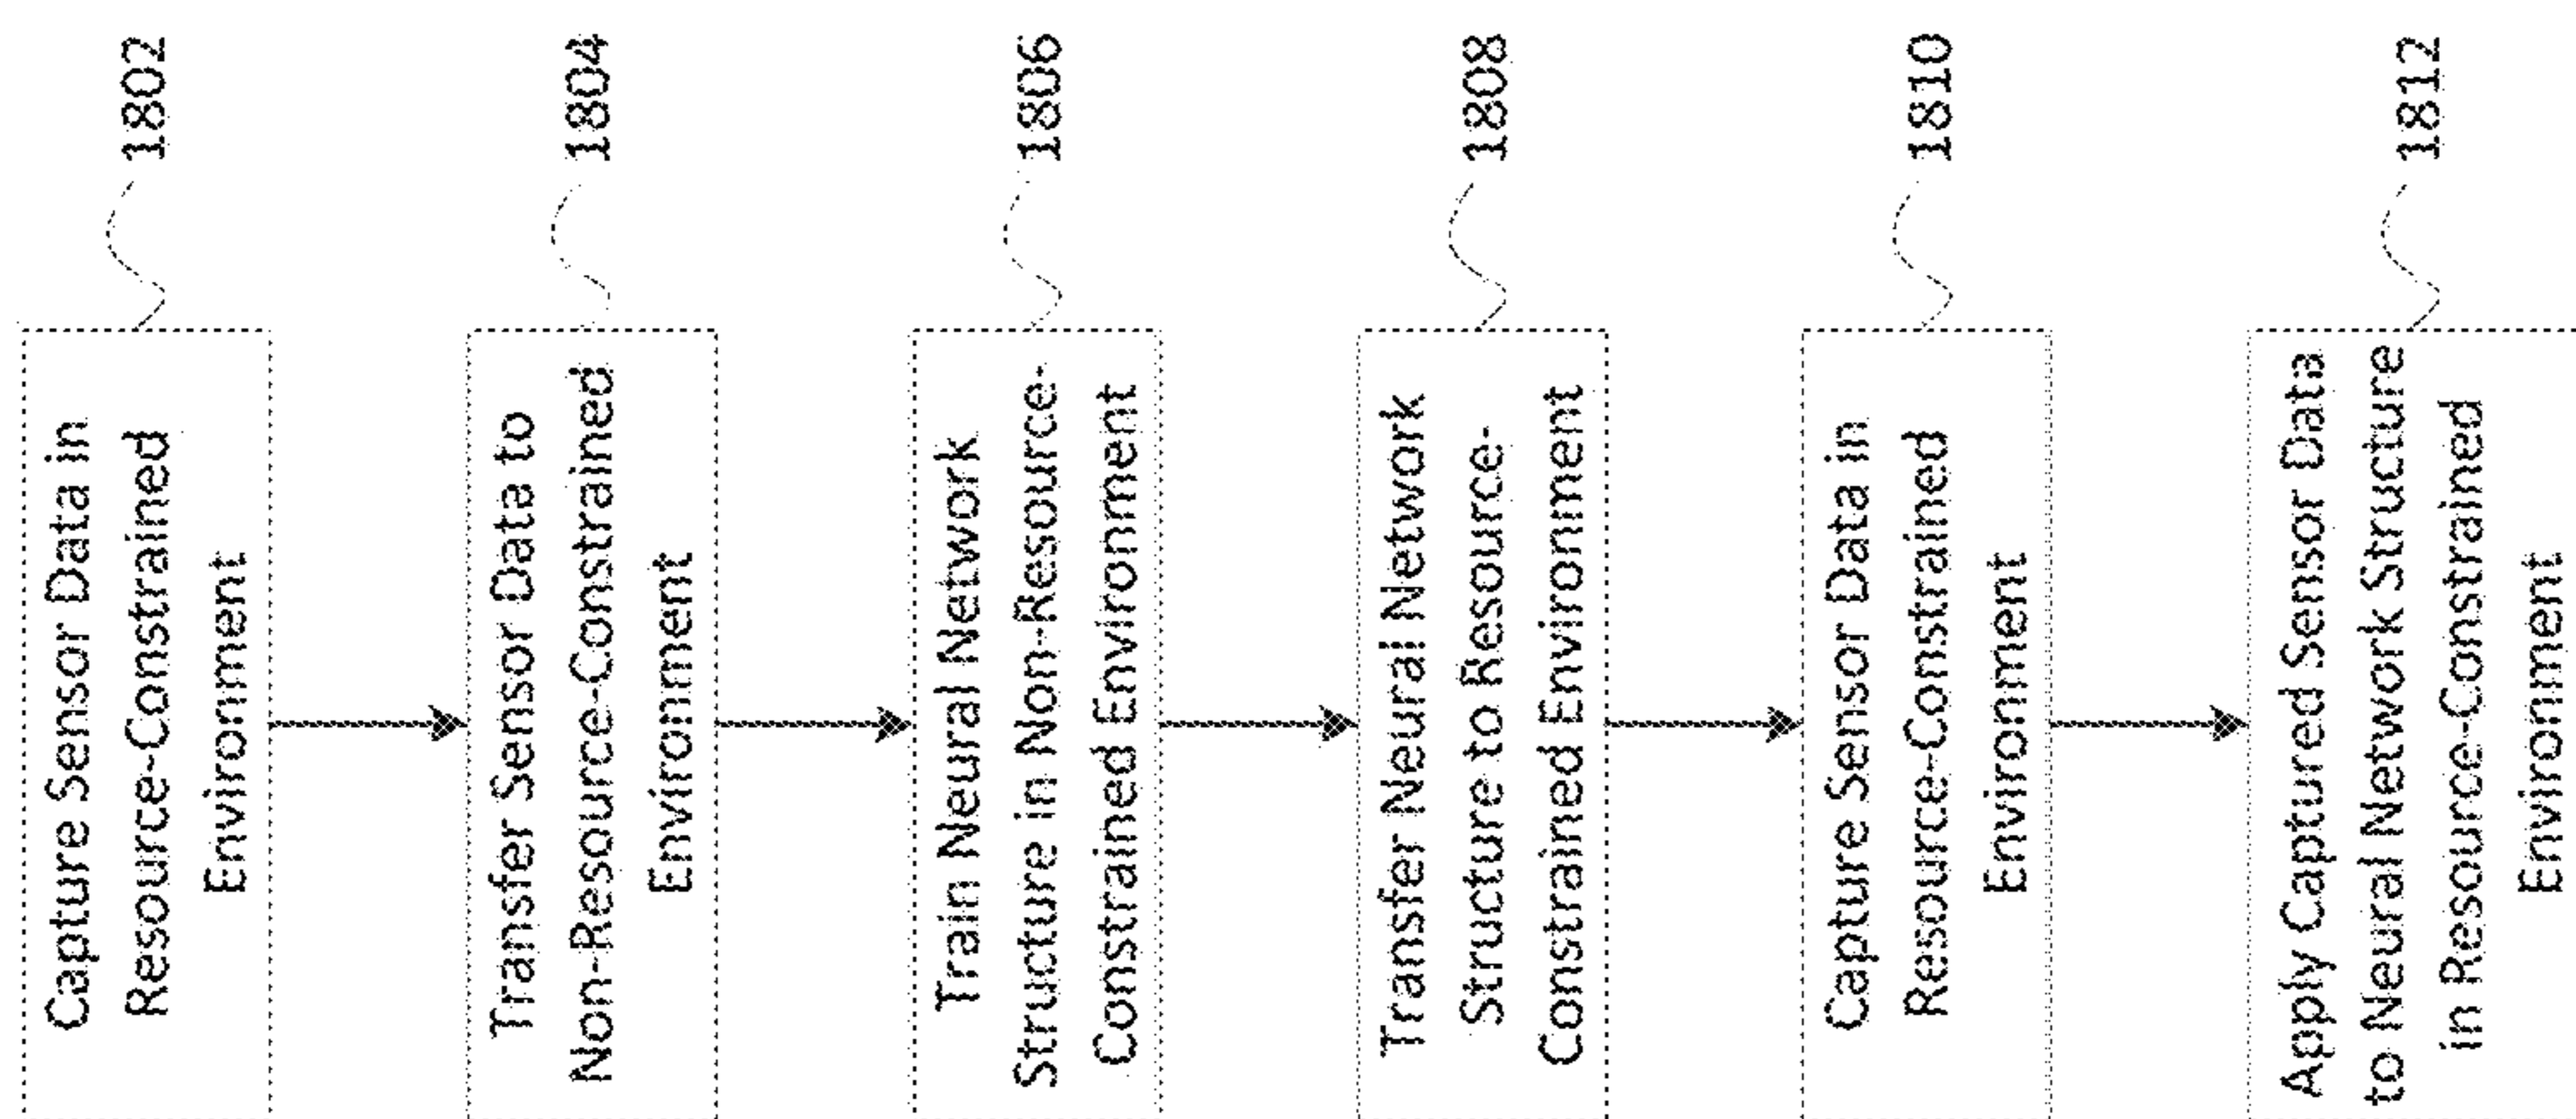 Capture Sensor Data in
Resource-Constrained
Environment
1802
Transfer Sensor Data to
Non-Resource-Constrained
Environment
1804
Train Neural Network
Structure in Non-Resource-
Constrained Environment
1806
Transfer Neural Network
Structure to Resource-
Constrained Environment
1808
Capture Sensor Data in
Resource-Constrained
Environment
1810
Apply Captured Sensor Data
to Neural Network Structure
in Resource-Constrained
Environment
1812